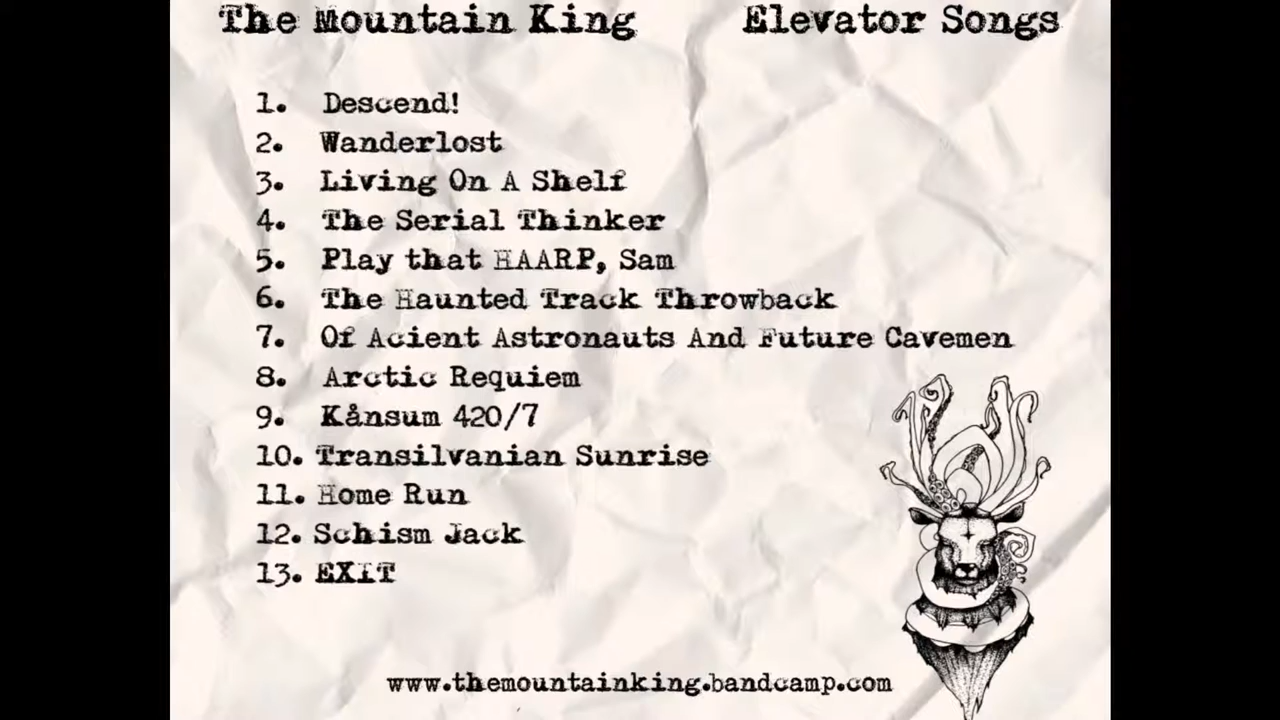 The Mountain King Elevator Songs
1. Descend!
2. Wanderlost
3. Living On A Shelf
4. The Serial Thinker
5. Play that HAARP, Sam
6. The Haunted Track Throwback
7. Of Acient Astronauts And Future Cavemen
8. Arctic Requiem
9. Kånsum 420/7
10. Transilvanian Sunrise
11. Home Run
12. Schism Jack
13. EXIT
www.themountainking.bandcamp.com